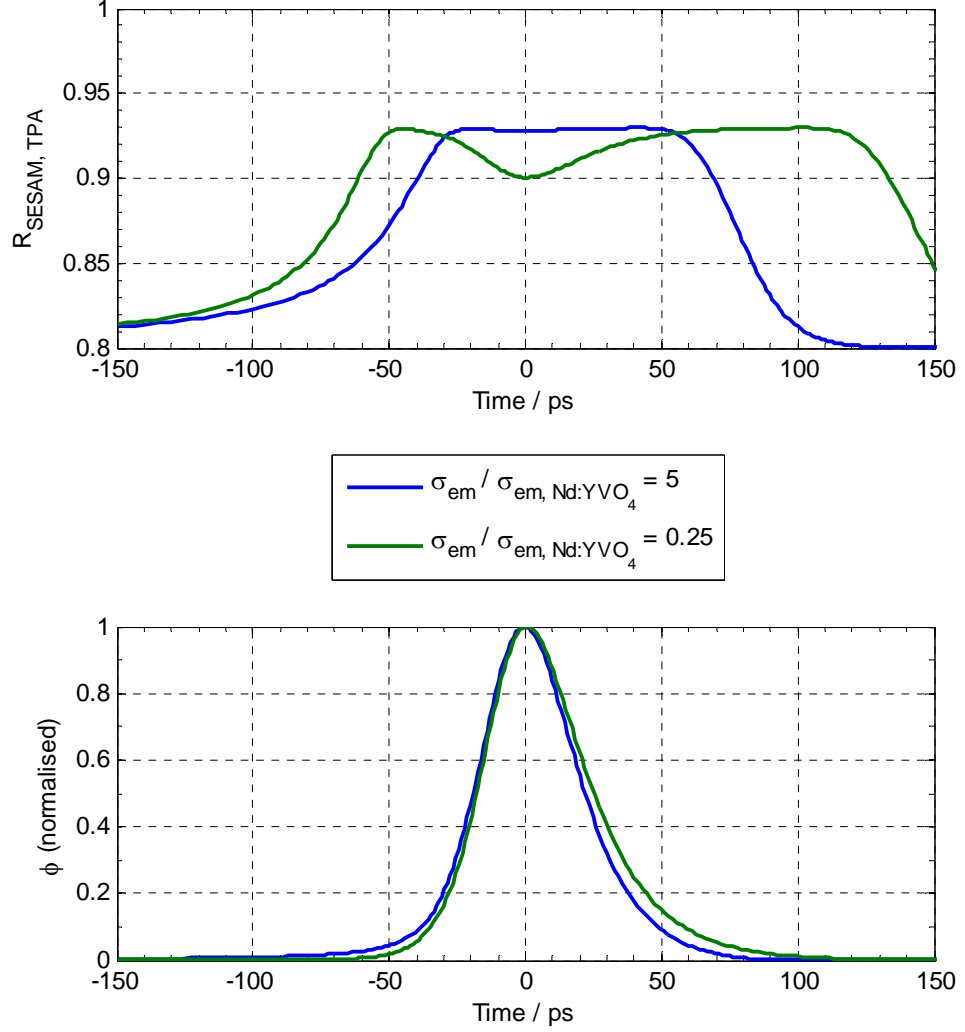 1
0.95
0.9
0.85
0.8
R_SESAM, TPA
-150 -100 -50 0 50 100 150
Time / ps
σ_em / σ_em, Nd:YVO₄ = 5
σ_em / σ_em, Nd:YVO₄ = 0.25
1
0.8
0.6
0.4
0.2
0
ϕ (normalised)
-150 -100 -50 0 50 100 150
Time / ps